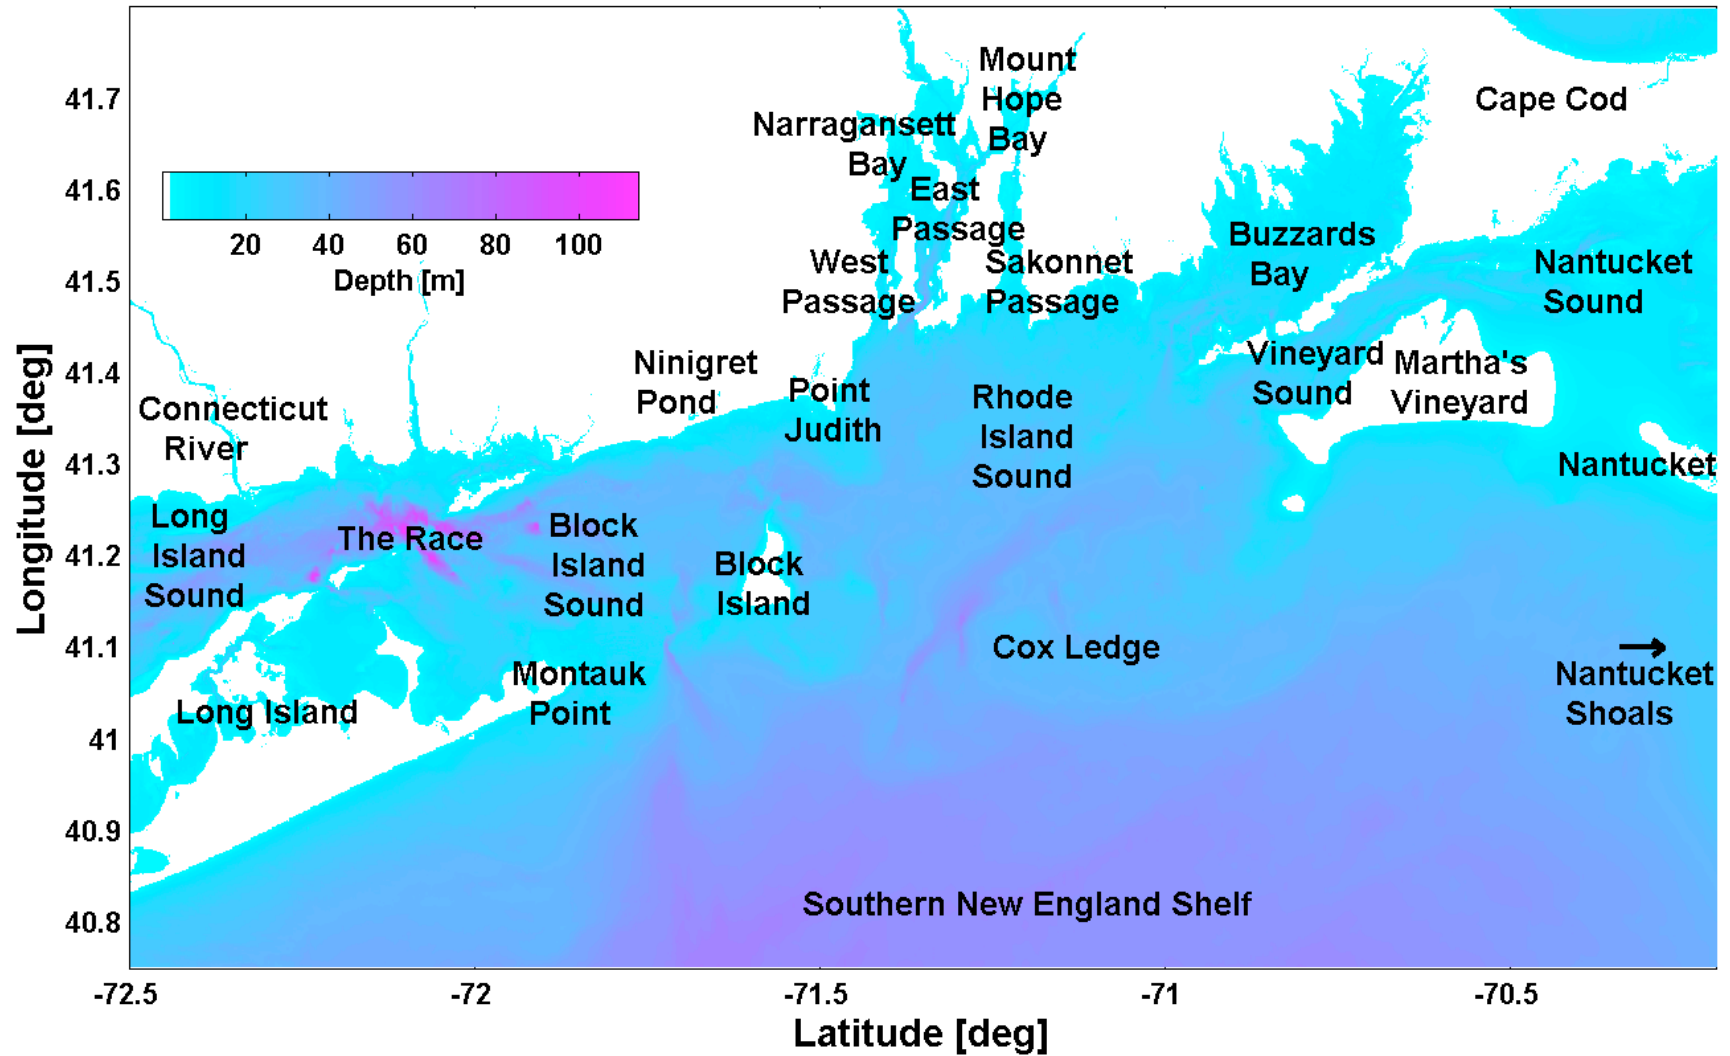 Mount
Hope
Bay
Cape Cod
41.7
Narragansett
Bay
41.6
East
Passage
20 40 60 80 100
Depth [m]
Buzzards
Bay
West
Passage
Sakonnet
Passage
Nantucket
Sound
41.5
Ninigret
Pond
Point
Judith
Rhode
Island
Sound
Vineyard
Sound
Martha's
Vineyard
41.4
Connecticut
River
41.3
Nantucket
Long
Island
Sound
The Race
Block
Island
Sound
Block
Island
41.2
Cox Ledge
41.1
Montauk
Point
Nantucket
Shoals
Long Island
41
40.9
Southern New England Shelf
40.8
Longitude [deg]
-72.5 -72 -71.5 -71 -70.5
Latitude [deg]